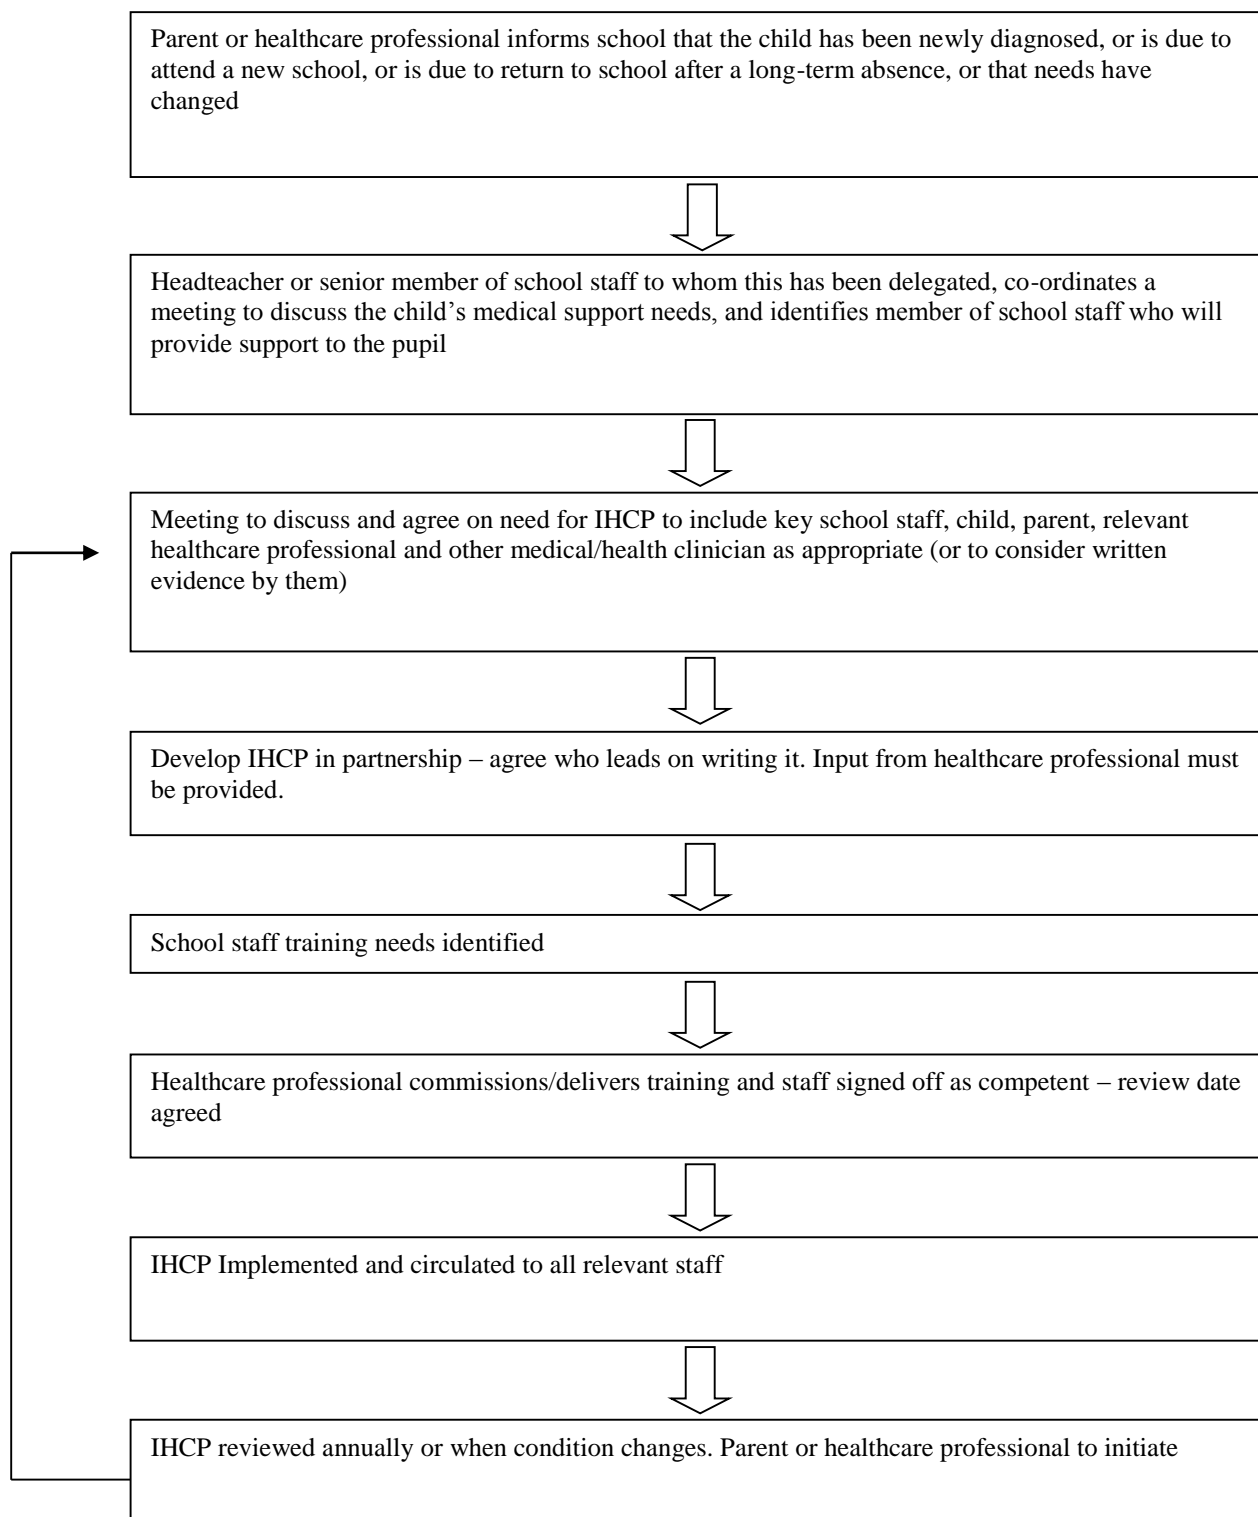 Parent or healthcare professional informs school that the child has been newly diagnosed, or is due to
attend a new school, or is due to return to school after a long-term absence, or that needs have
changed
Headteacher or senior member of school staff to whom this has been delegated, co-ordinates a
meeting to discuss the child’s medical support needs, and identifies member of school staff who will
provide support to the pupil
Meeting to discuss and agree on need for IHCP to include key school staff, child, parent, relevant
healthcare professional and other medical/health clinician as appropriate (or to consider written
evidence by them)
Develop IHCP in partnership – agree who leads on writing it. Input from healthcare professional must
be provided.
School staff training needs identified
Healthcare professional commissions/delivers training and staff signed off as competent – review date
agreed
IHCP Implemented and circulated to all relevant staff
IHCP reviewed annually or when condition changes. Parent or healthcare professional to initiate